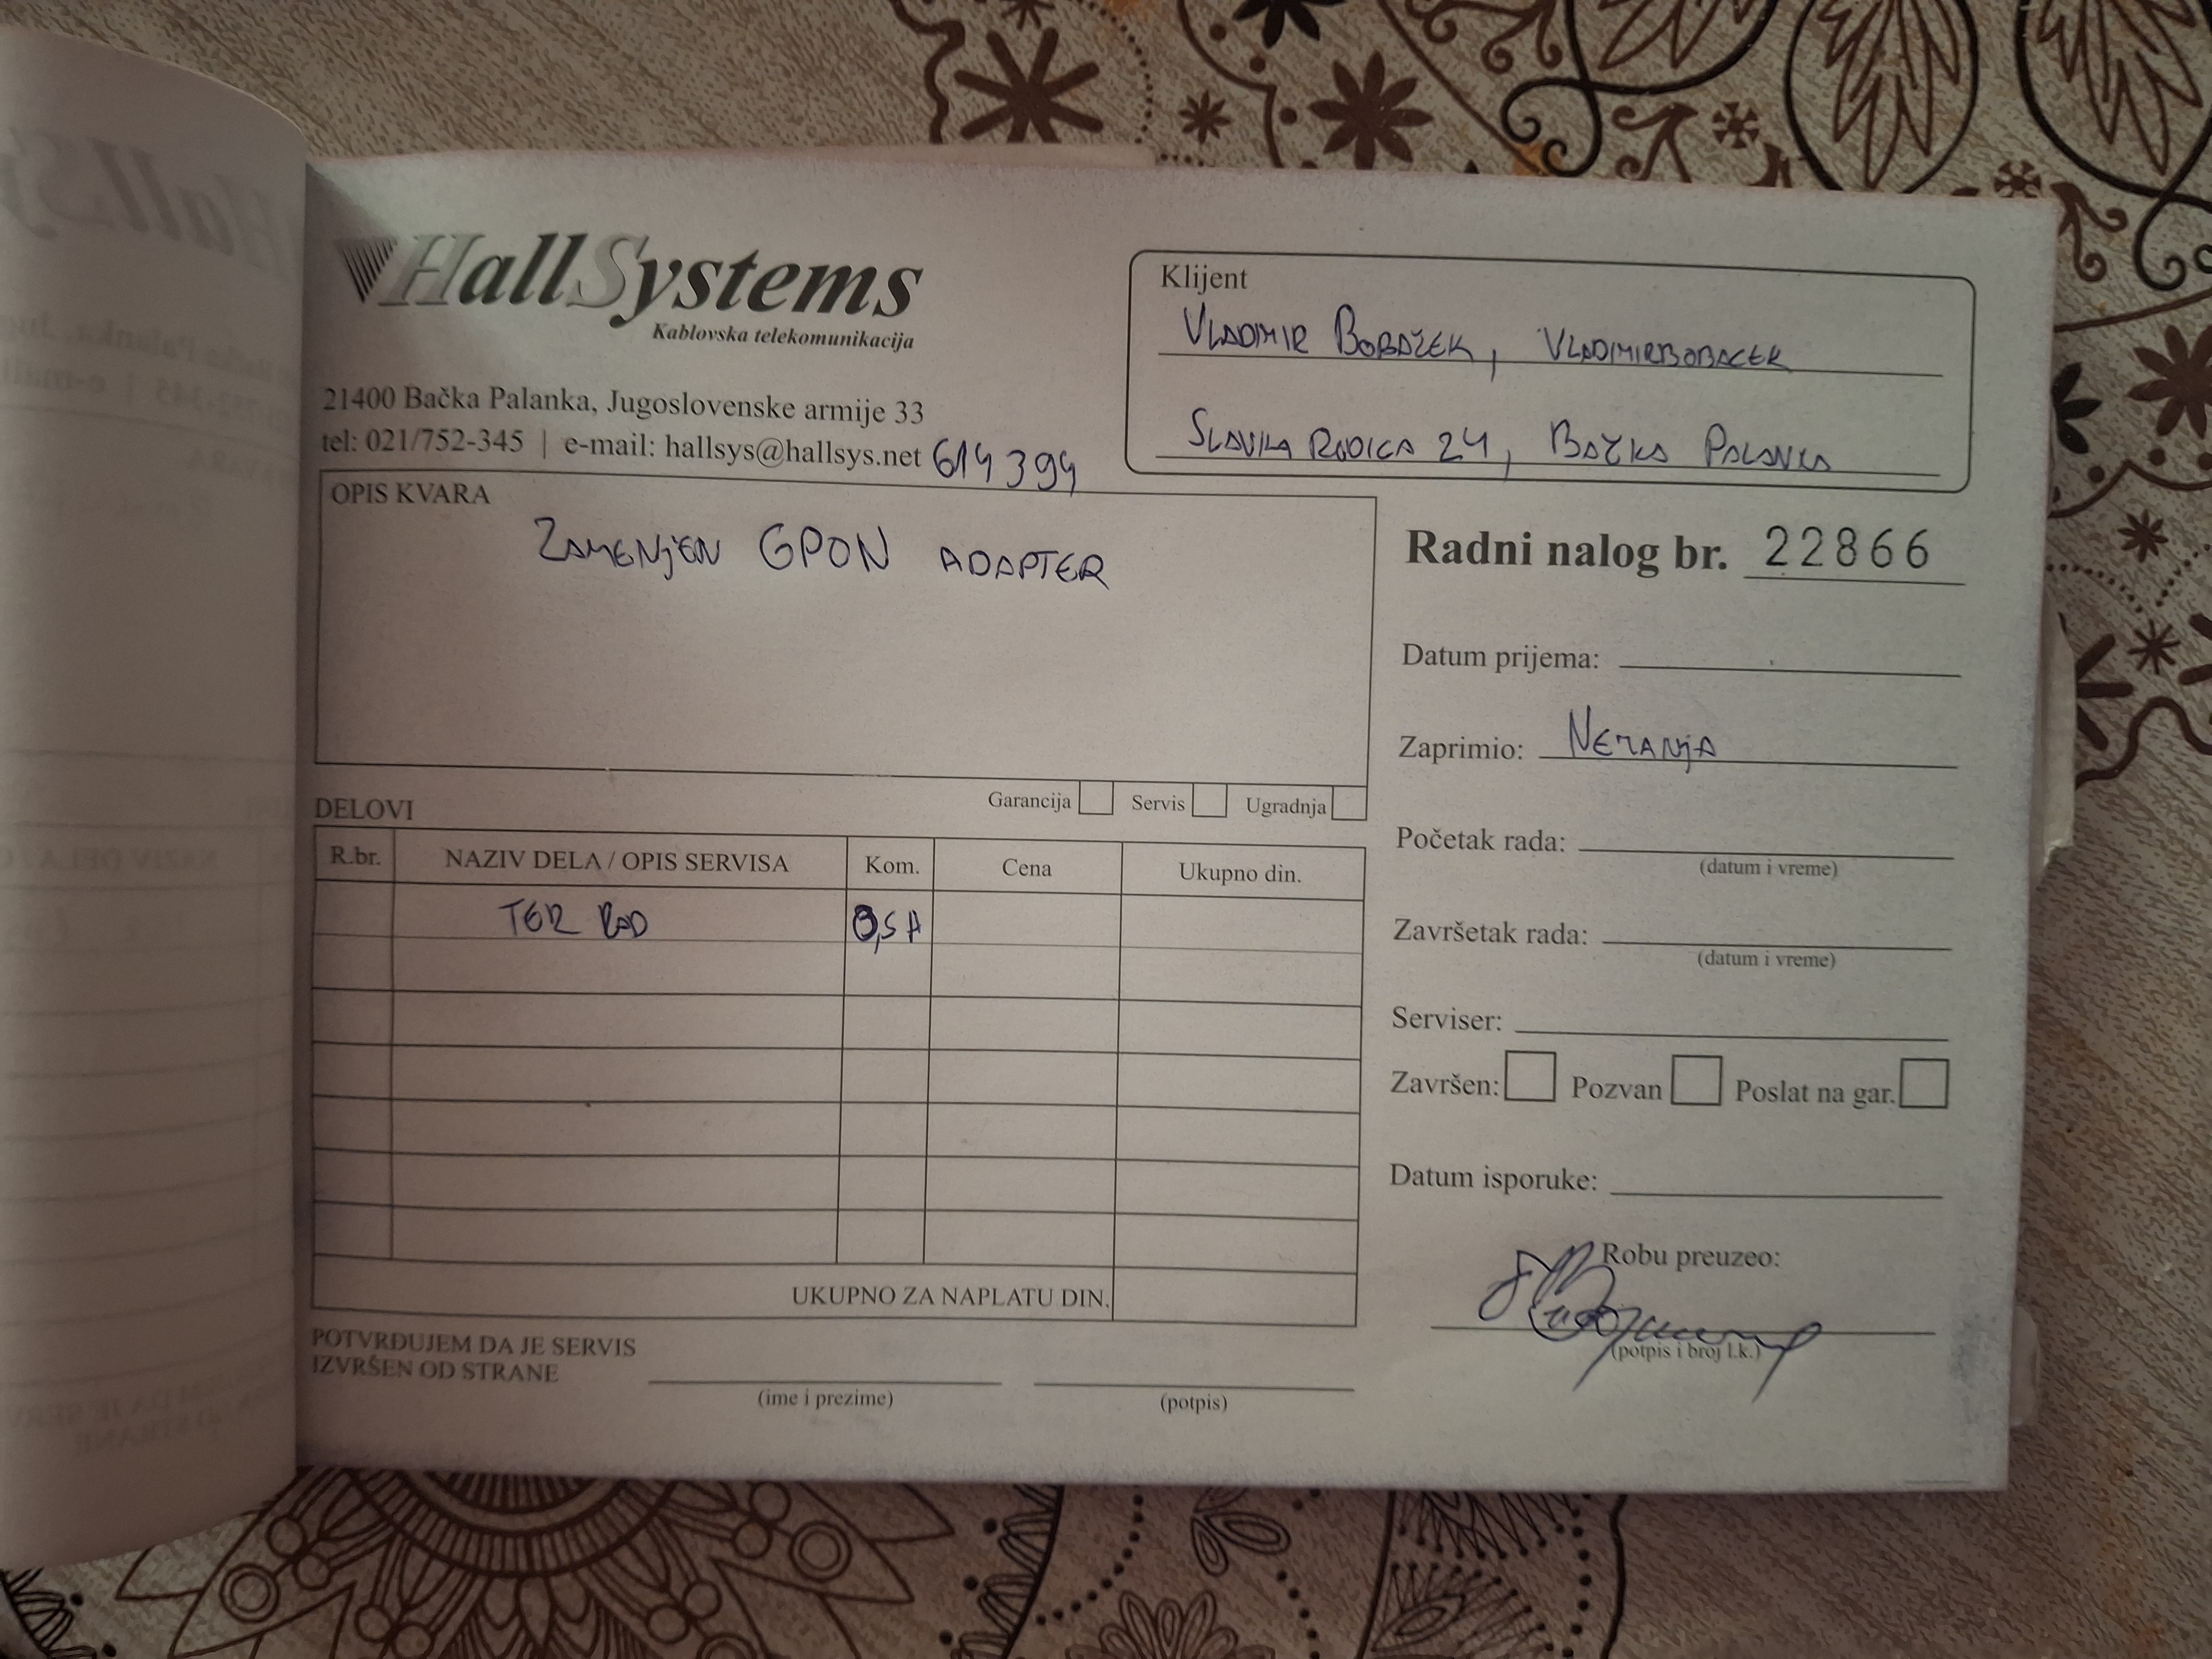 HallSystems
Kablovska telekomunikacija
21400 Bačka Palanka, Jugoslovenske armije 33
tel: 021/752-345 | e-mail: hallsys@hallsys.net 614394
Klijent
VLADIMIR BOBAČEK, VLADIMIRBOBACEK
SLAVKA RODIĆA 24, BAČKA PALANKA
OPIS KVARA
ZAMENJEN GPON ADAPTER
Garancija Servis Ugradnja
Radni nalog br. 22866
Datum prijema:
Zaprimio: NEMANJA
Početak rada:
(datum i vreme)
Završetak rada:
(datum i vreme)
Serviser:
Završen: Pozvan Poslat na gar.
Datum isporuke:
Robu preuzeo:
(potpis i broj l.k.)
DELOVI
R.br. NAZIV DELA / OPIS SERVISA Kom. Cena Ukupno din.
TER RAD 0,5 H
UKUPNO ZA NAPLATU DIN.
POTVRĐUJEM DA JE SERVIS
IZVRŠEN OD STRANE
(ime i prezime) (potpis)